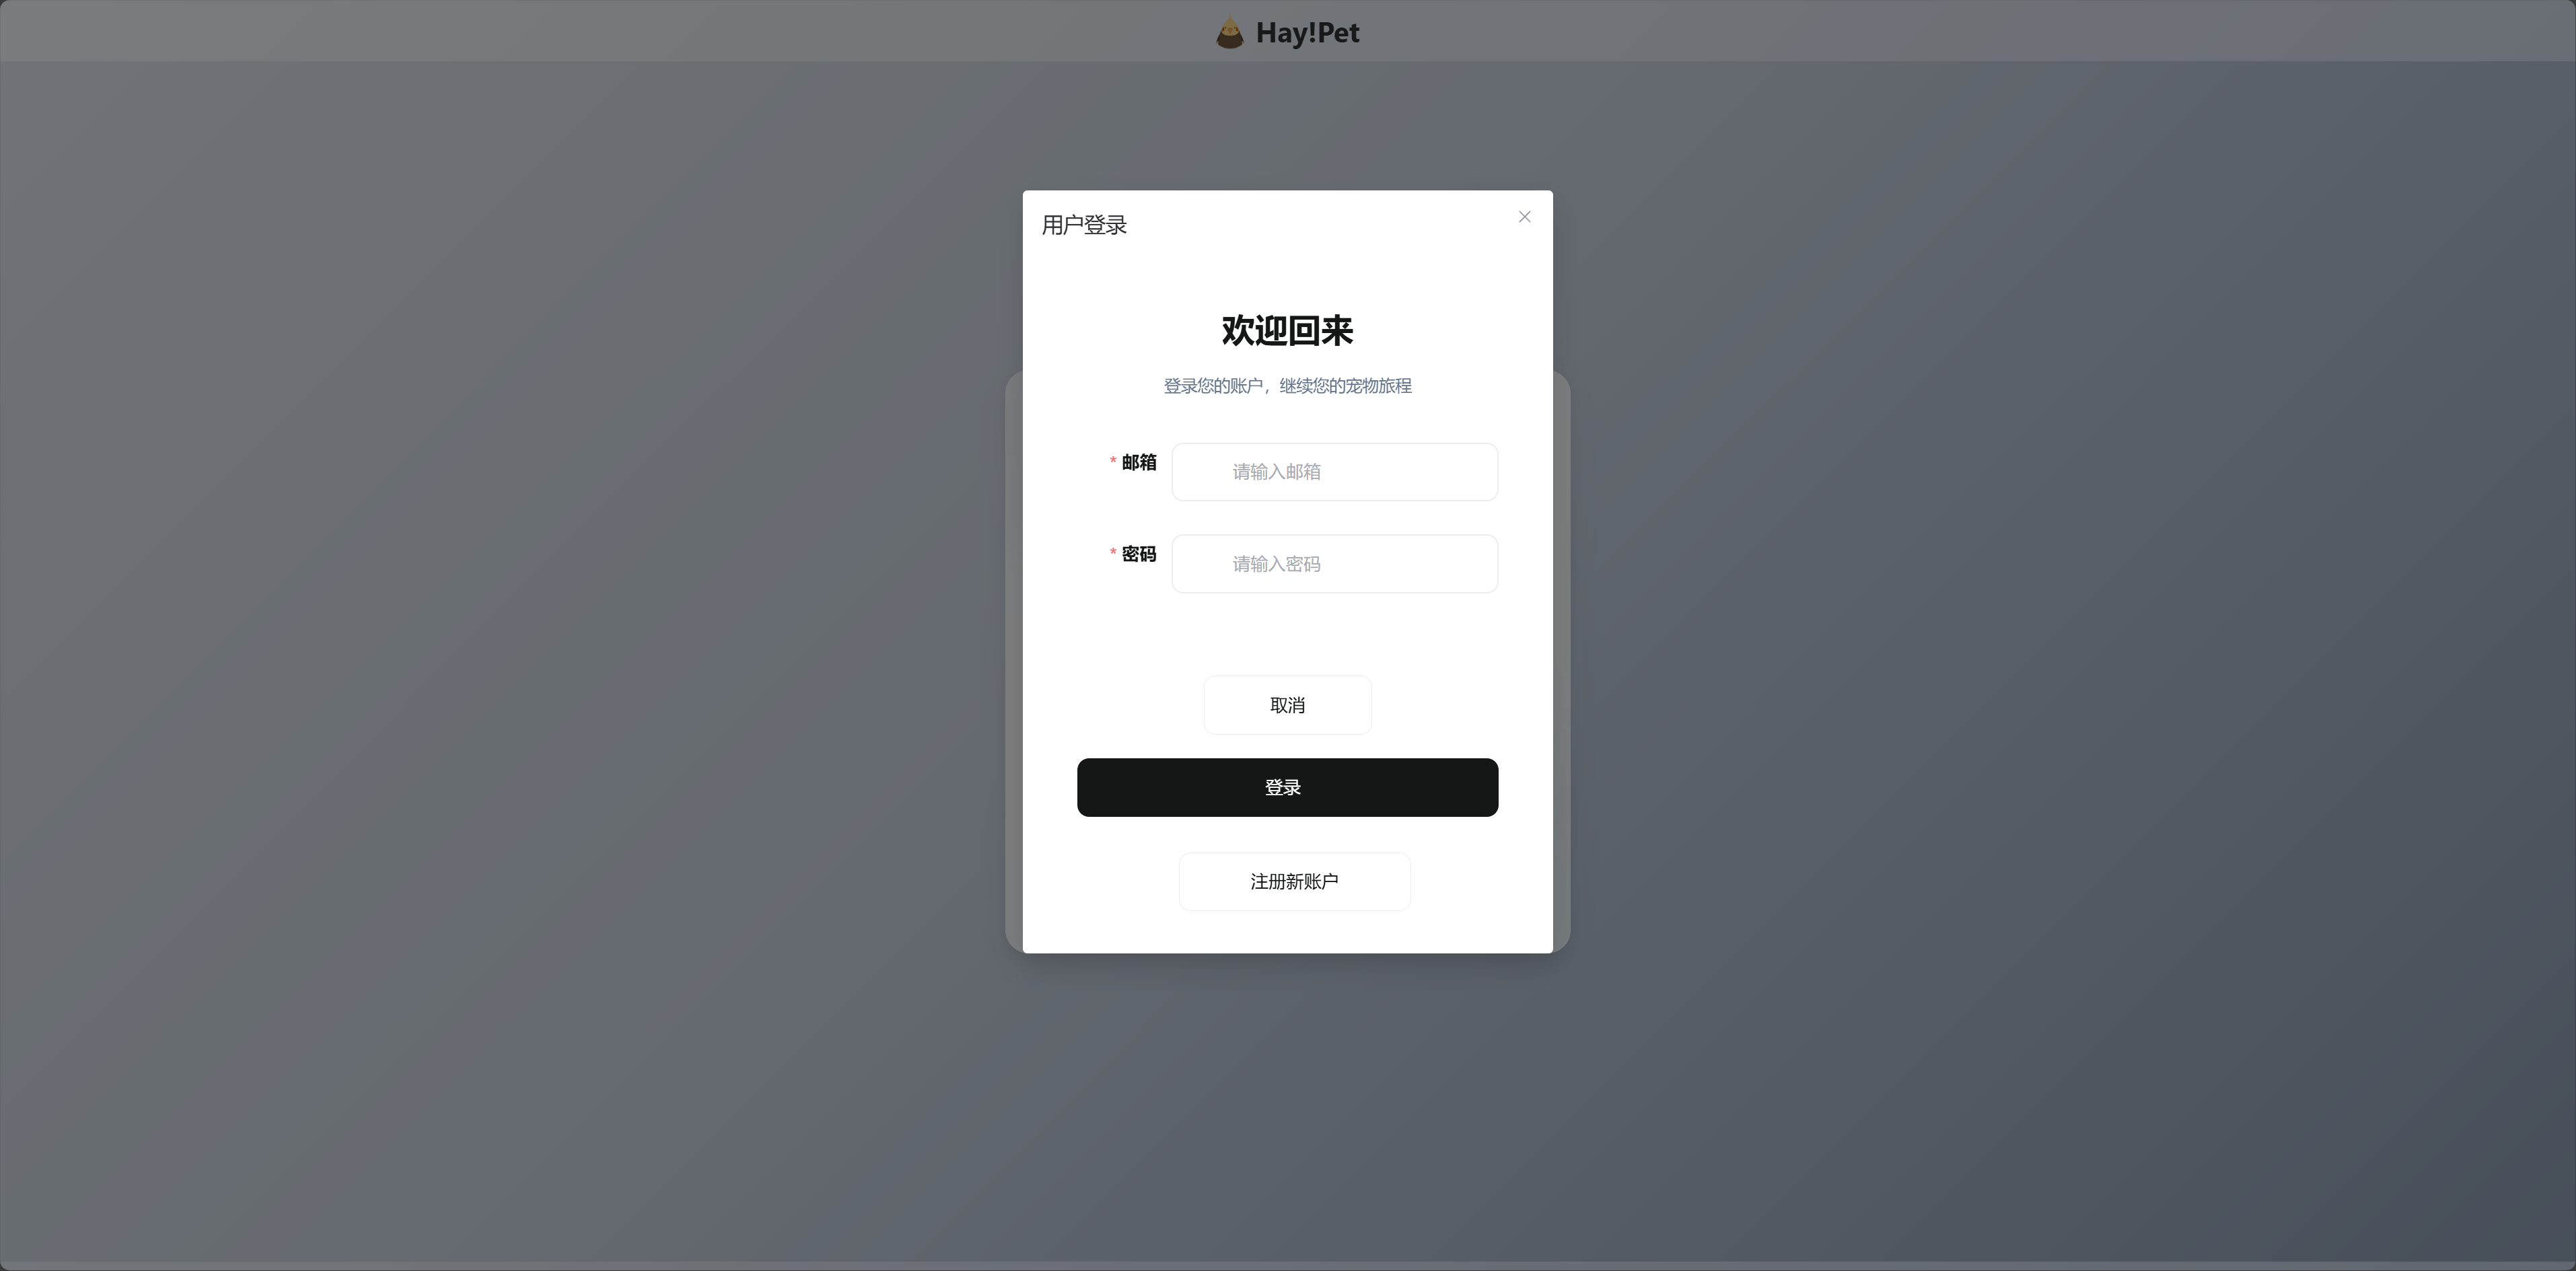 Hay!Pet
用户登录
欢迎回来
登录您的账户，继续您的宠物旅程
* 邮箱 请输入邮箱
* 密码 请输入密码
取消
登录
注册新账户